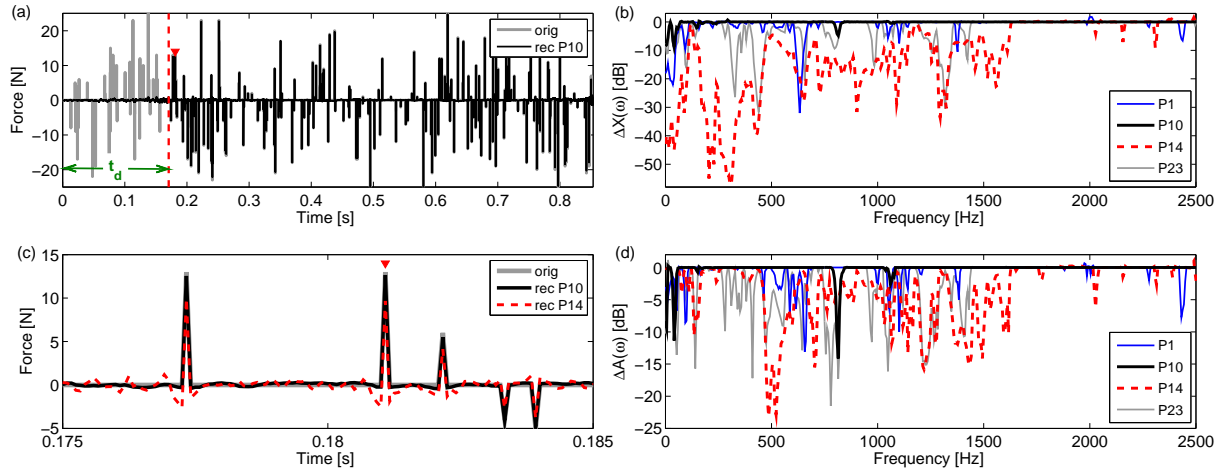 (a)
Force [N]
20
10
0
−10
−20
orig
rec P10
t_d
0 0.1 0.2 0.3 0.4 0.5 0.6 0.7 0.8
Time [s]
(b)
ΔX(ω) [dB]
0
−10
−20
−30
−40
−50
P1
P10
P14
P23
0 500 1000 1500 2000 2500
Frequency [Hz]
(c)
Force [N]
15
10
5
0
−5
orig
rec P10
rec P14
0.175 0.18 0.185
Time [s]
(d)
ΔA(ω) [dB]
0
−5
−10
−15
−20
−25
P1
P10
P14
P23
0 500 1000 1500 2000 2500
Frequency [Hz]